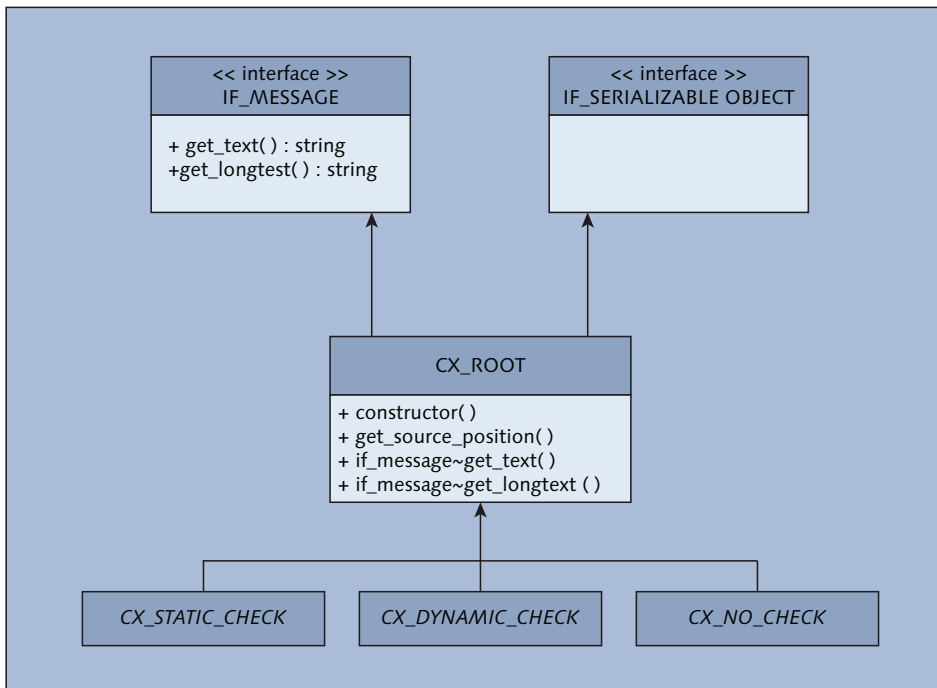 << interface >>
IF_MESSAGE
+ get_text( ) : string
+get_longtest( ) : string
<< interface >>
IF_SERIALIZABLE OBJECT
CX_ROOT
+ constructor( )
+ get_source_position( )
+ if_message~get_text( )
+ if_message~get_longtext ( )
CX_STATIC_CHECK
CX_DYNAMIC_CHECK
CX_NO_CHECK